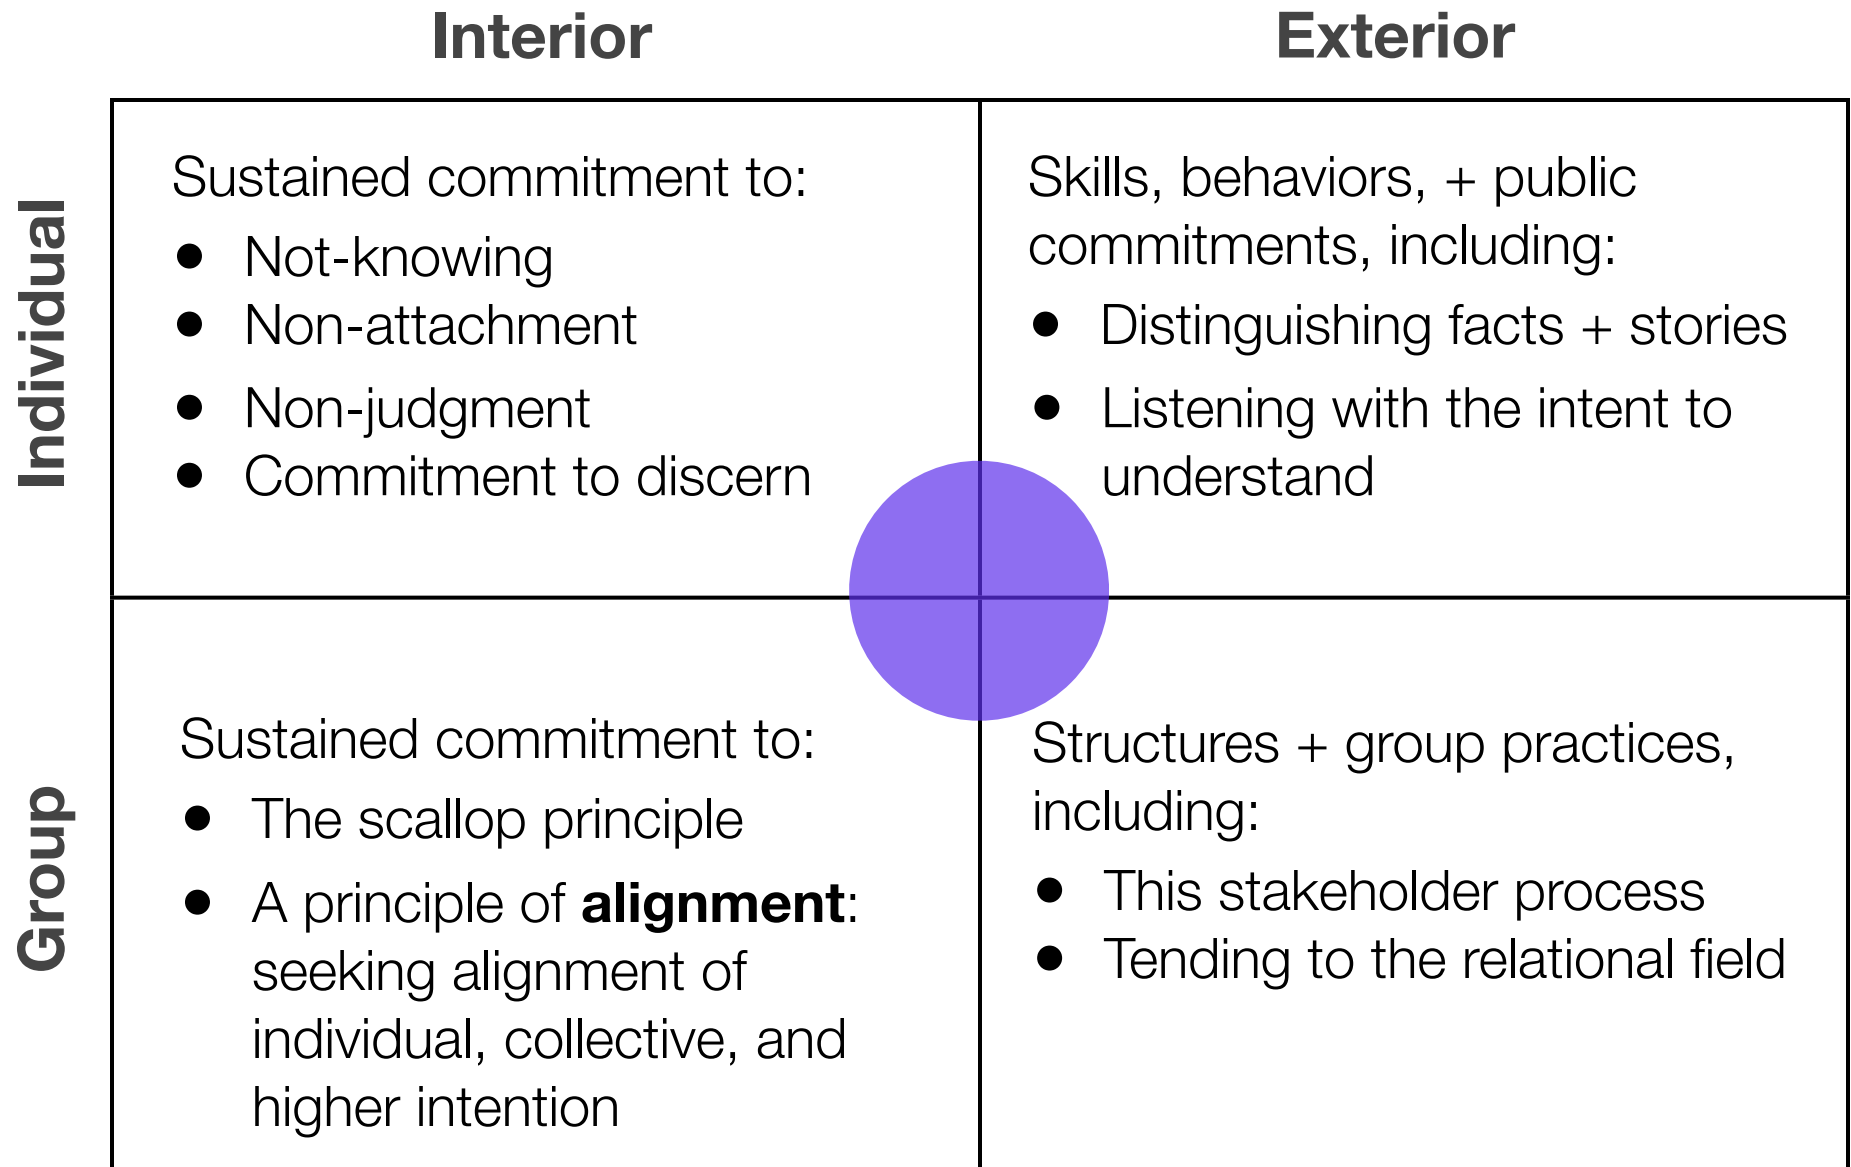 Interior
Exterior
Individual
Sustained commitment to:
● Not-knowing
● Non-attachment
● Non-judgment
● Commitment to discern
Skills, behaviors, + public
commitments, including:
● Distinguishing facts + stories
● Listening with the intent to
understand
Group
Sustained commitment to:
● The scallop principle
● A principle of alignment:
seeking alignment of
individual, collective, and
higher intention
Structures + group practices,
including:
● This stakeholder process
● Tending to the relational field